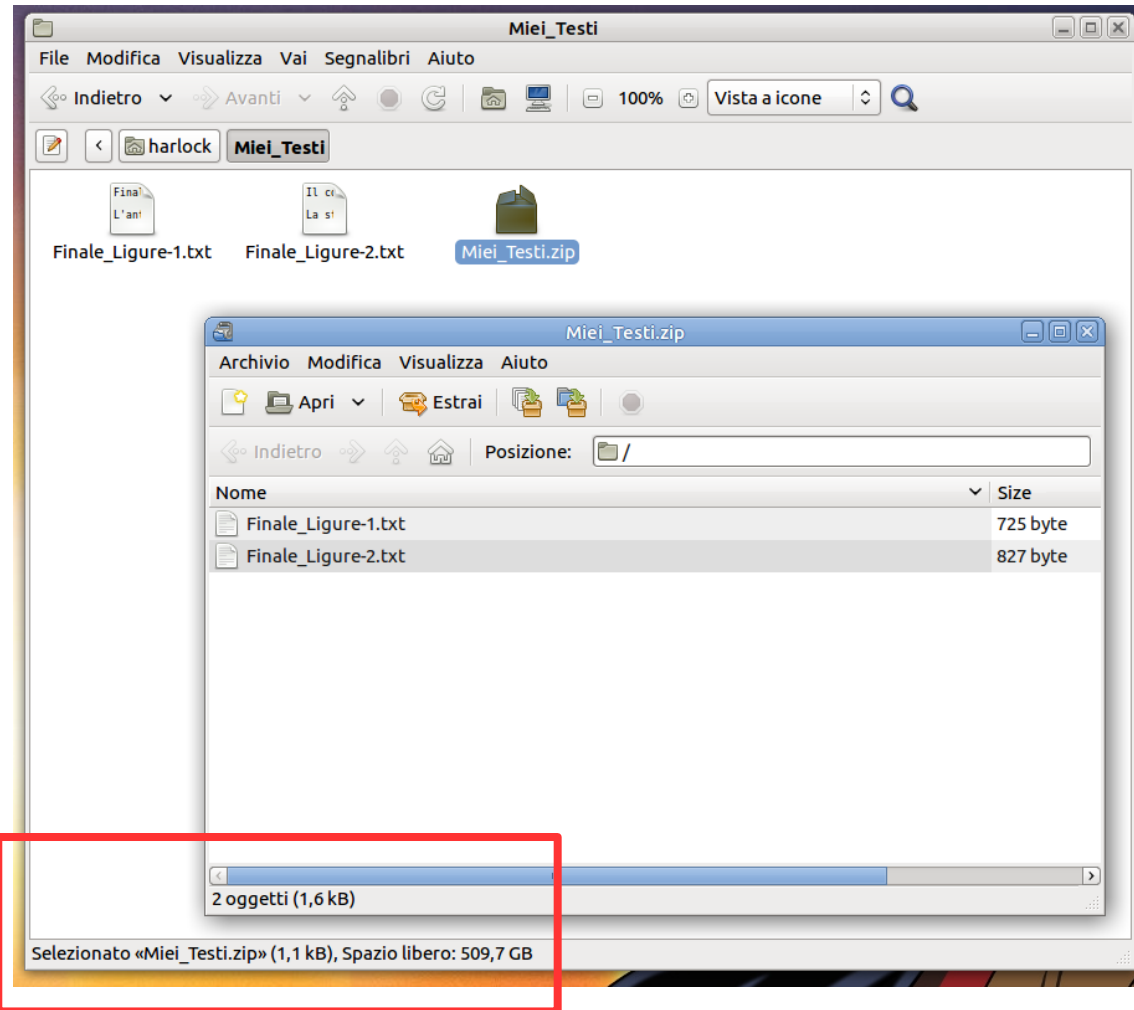 Miei_Testi
File Modifica Visualizza Vai Segnalibri Aiuto
Indietro Avanti 100% Vista a icone
harlock Miei_Testi
Final
L'ant
Il co
La st
Finale_Ligure-1.txt Finale_Ligure-2.txt Miei_Testi.zip
Miei_Testi.zip
Archivio Modifica Visualizza Aiuto
Apri Estrai
Indietro Posizione: /
Nome Size
Finale_Ligure-1.txt 725 byte
Finale_Ligure-2.txt 827 byte
2 oggetti (1,6 kB)
Selezionato «Miei_Testi.zip» (1,1 kB), Spazio libero: 509,7 GB